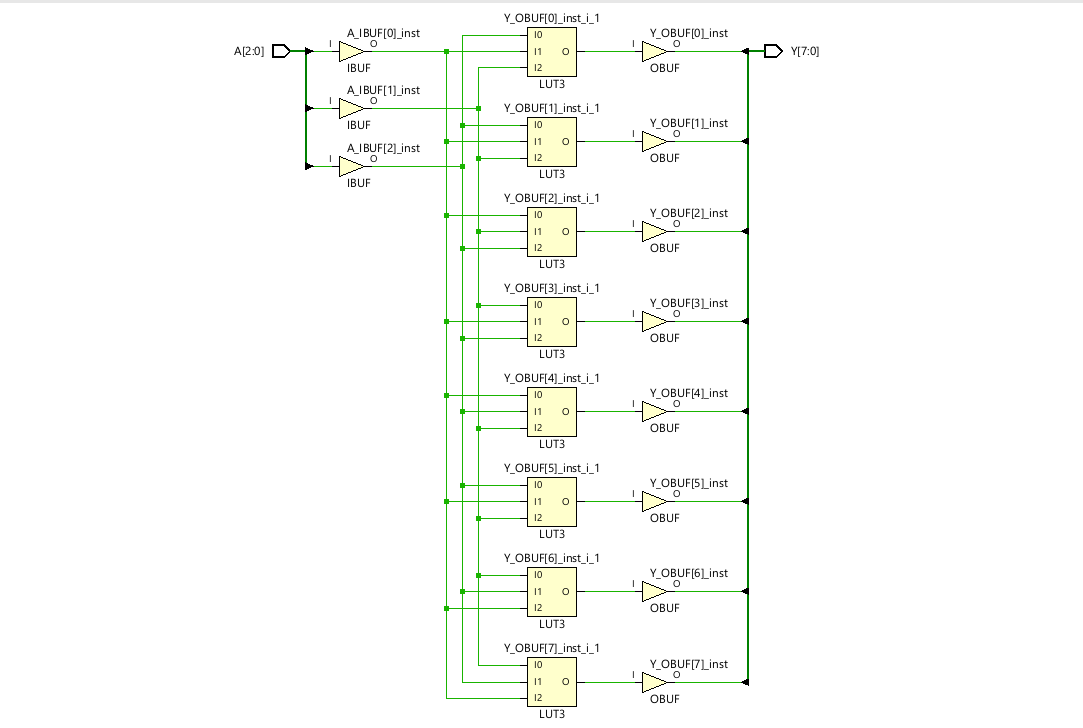 Y_OBUF[0]_inst_i_1
A[2:0]
A_IBUF[0]_inst
I O
IBUF
I0
I1 O
I2
LUT3
Y_OBUF[0]_inst
I O
OBUF
Y[7:0]
A_IBUF[1]_inst
I O
IBUF
Y_OBUF[1]_inst_i_1
I0
I1 O
I2
LUT3
Y_OBUF[1]_inst
I O
OBUF
A_IBUF[2]_inst
I O
IBUF
Y_OBUF[2]_inst_i_1
I0
I1 O
I2
LUT3
Y_OBUF[2]_inst
I O
OBUF
Y_OBUF[3]_inst_i_1
I0
I1 O
I2
LUT3
Y_OBUF[3]_inst
I O
OBUF
Y_OBUF[4]_inst_i_1
I0
I1 O
I2
LUT3
Y_OBUF[4]_inst
I O
OBUF
Y_OBUF[5]_inst_i_1
I0
I1 O
I2
LUT3
Y_OBUF[5]_inst
I O
OBUF
Y_OBUF[6]_inst_i_1
I0
I1 O
I2
LUT3
Y_OBUF[6]_inst
I O
OBUF
Y_OBUF[7]_inst_i_1
I0
I1 O
I2
LUT3
Y_OBUF[7]_inst
I O
OBUF